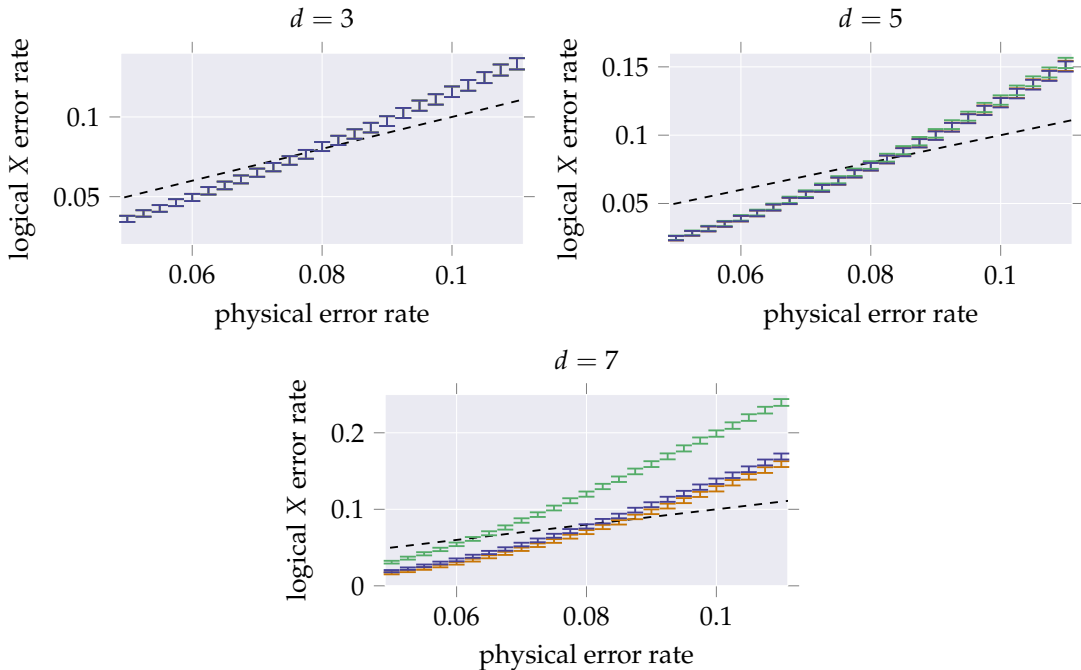 d = 3
logical X error rate
0.1
0.05
0.06 0.08 0.1
physical error rate
d = 5
logical X error rate
0.15
0.1
0.05
0.06 0.08 0.1
physical error rate
d = 7
logical X error rate
0.2
0.1
0
0.06 0.08 0.1
physical error rate